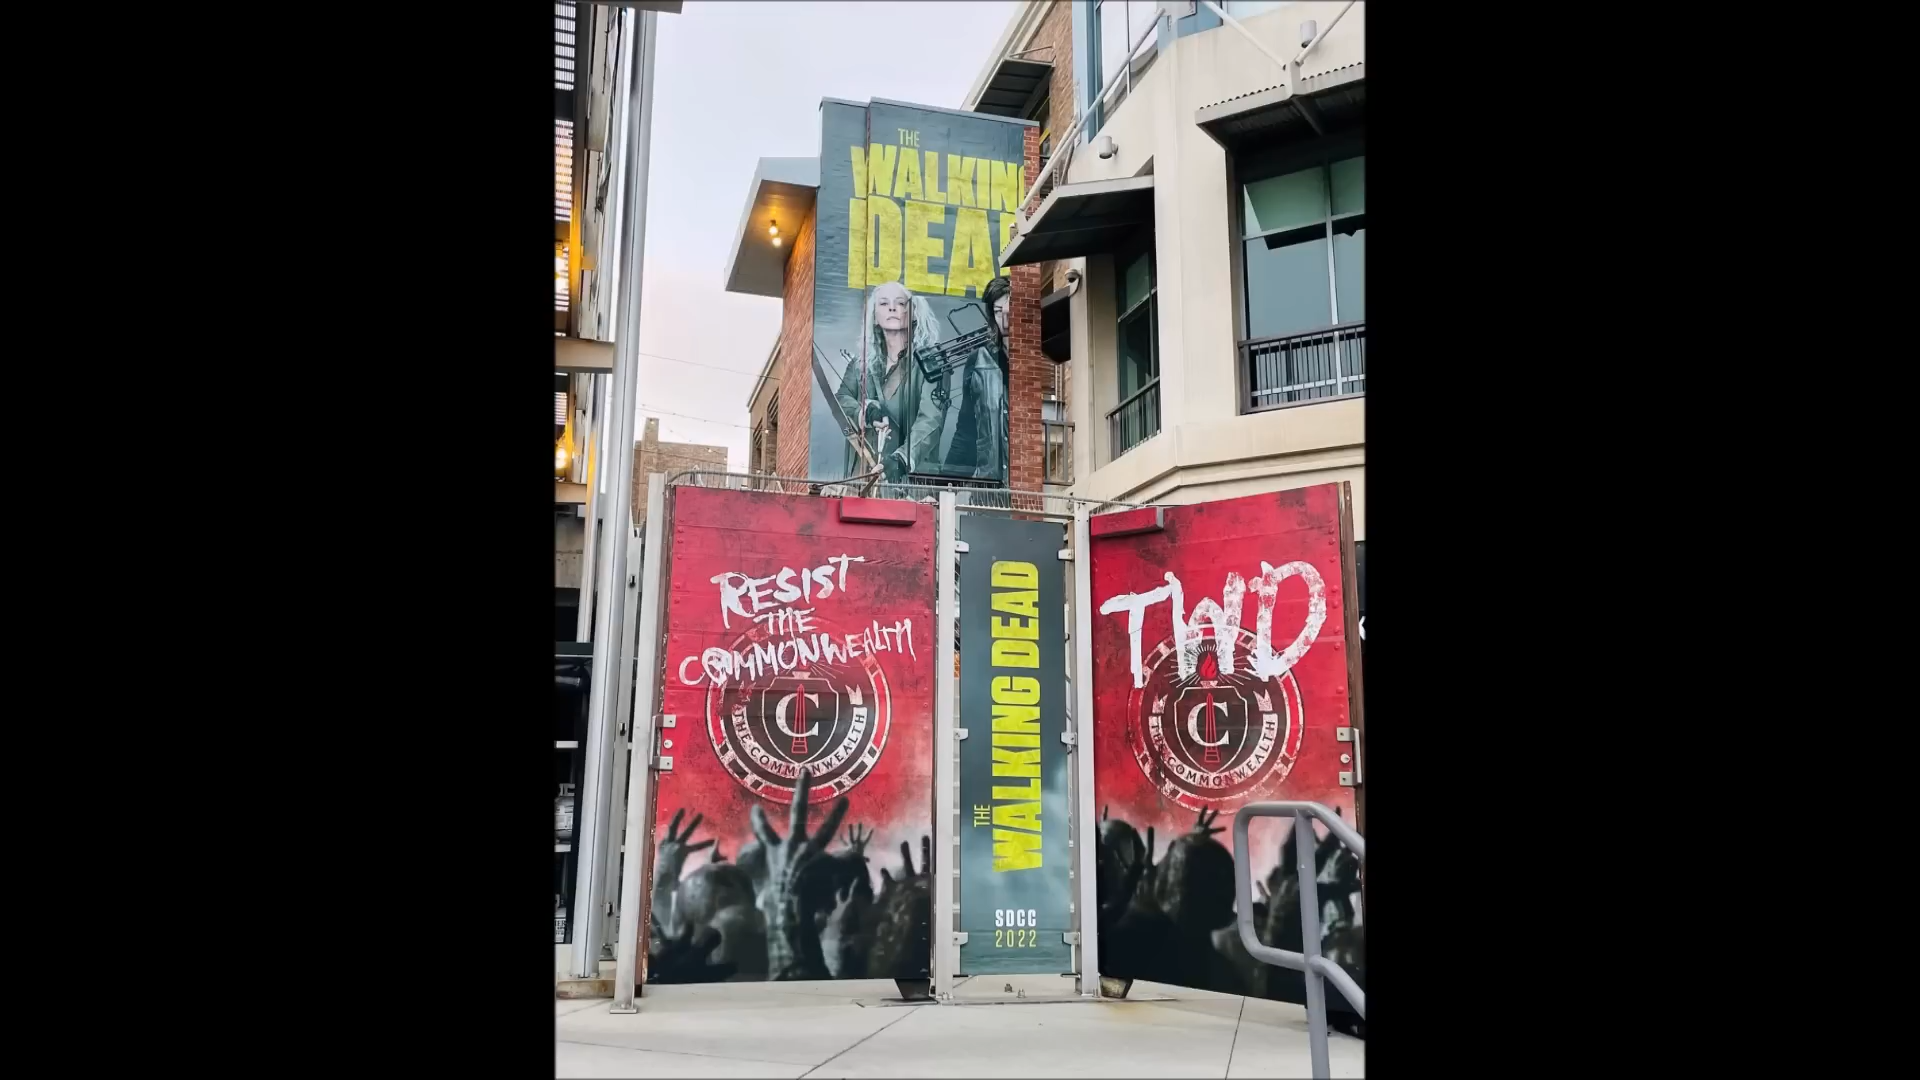 THE
WALKING
DEAD
RESIST
THE
COMMONWEALTH
C
THE COMMONWEALTH
THE
WALKING DEAD
SDCC
2022
TWD
C
THE COMMONWEALTH